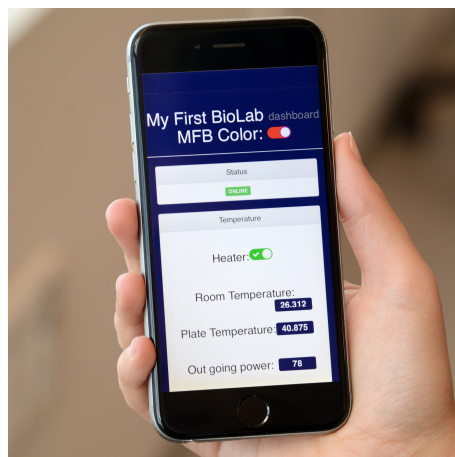 My First BioLab dashboard
MFB Color:
Status
ONLINE
Temperature
Heater:
Room Temperature:
26.312
Plate Temperature: 40.875
Out going power: 78